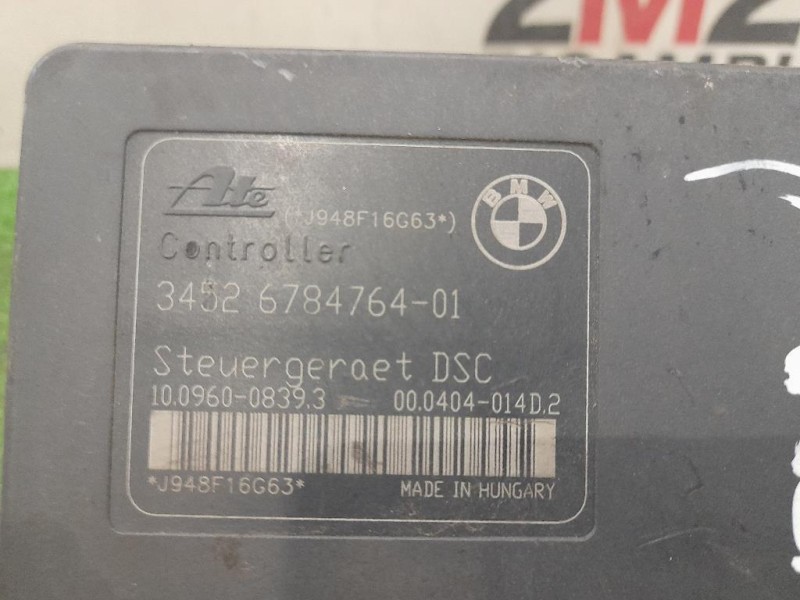 Ate
(*J948F16G63*)
BMW
Controller
3452 6784764-01
Steuergeraet DSC
10.0960-0839.3 00.0404-014D.2
*J948F16G63* MADE IN HUNGARY